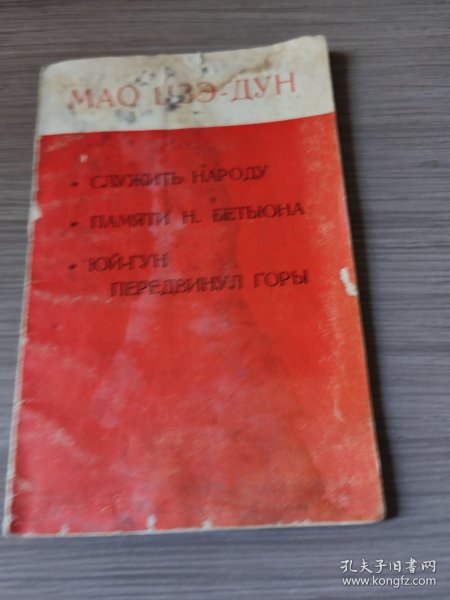 МАО ЦЗЭ-ДУН
• СЛУЖИТЬ НАРОДУ
• ПАМЯТИ Н. БЕТЬЮНА
• ЮЙ-ГУН
ПЕРЕДВИНУЛ ГОРЫ
孔夫子旧书网
www.kongfz.com